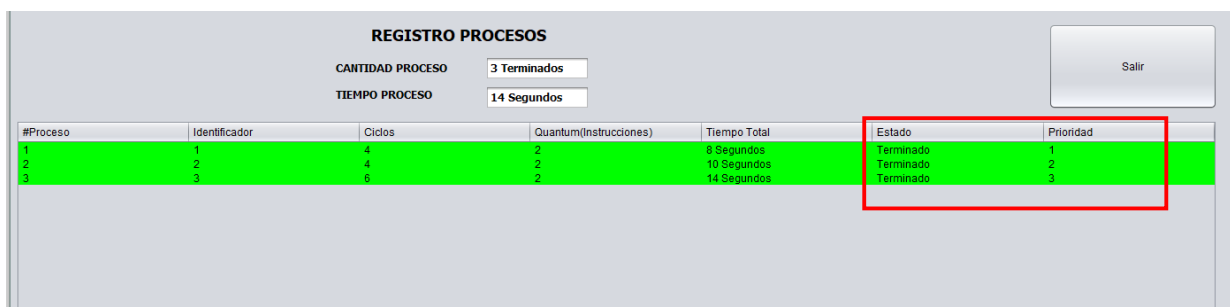 REGISTRO PROCESOS
CANTIDAD PROCESO 3 Terminados
Salir
TIEMPO PROCESO 14 Segundos
#Proceso Identificador Ciclos Quantum(Instrucciones) Tiempo Total Estado Prioridad
1 1 4 2 8 Segundos Terminado 1
2 2 4 2 10 Segundos Terminado 2
3 3 6 2 14 Segundos Terminado 3